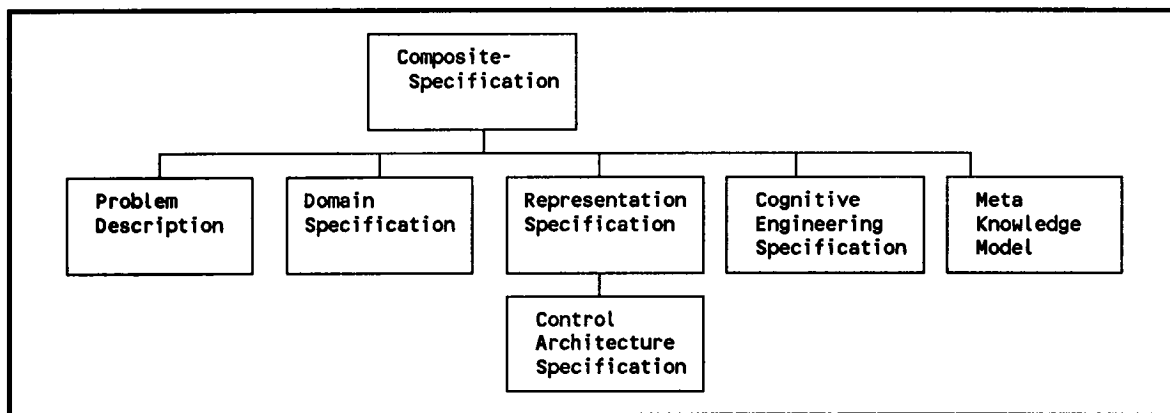 Composite-
Specification
Problem
Description
Domain
Specification
Representation
Specification
Cognitive
Engineering
Specification
Meta
Knowledge
Model
Control
Architecture
Specification